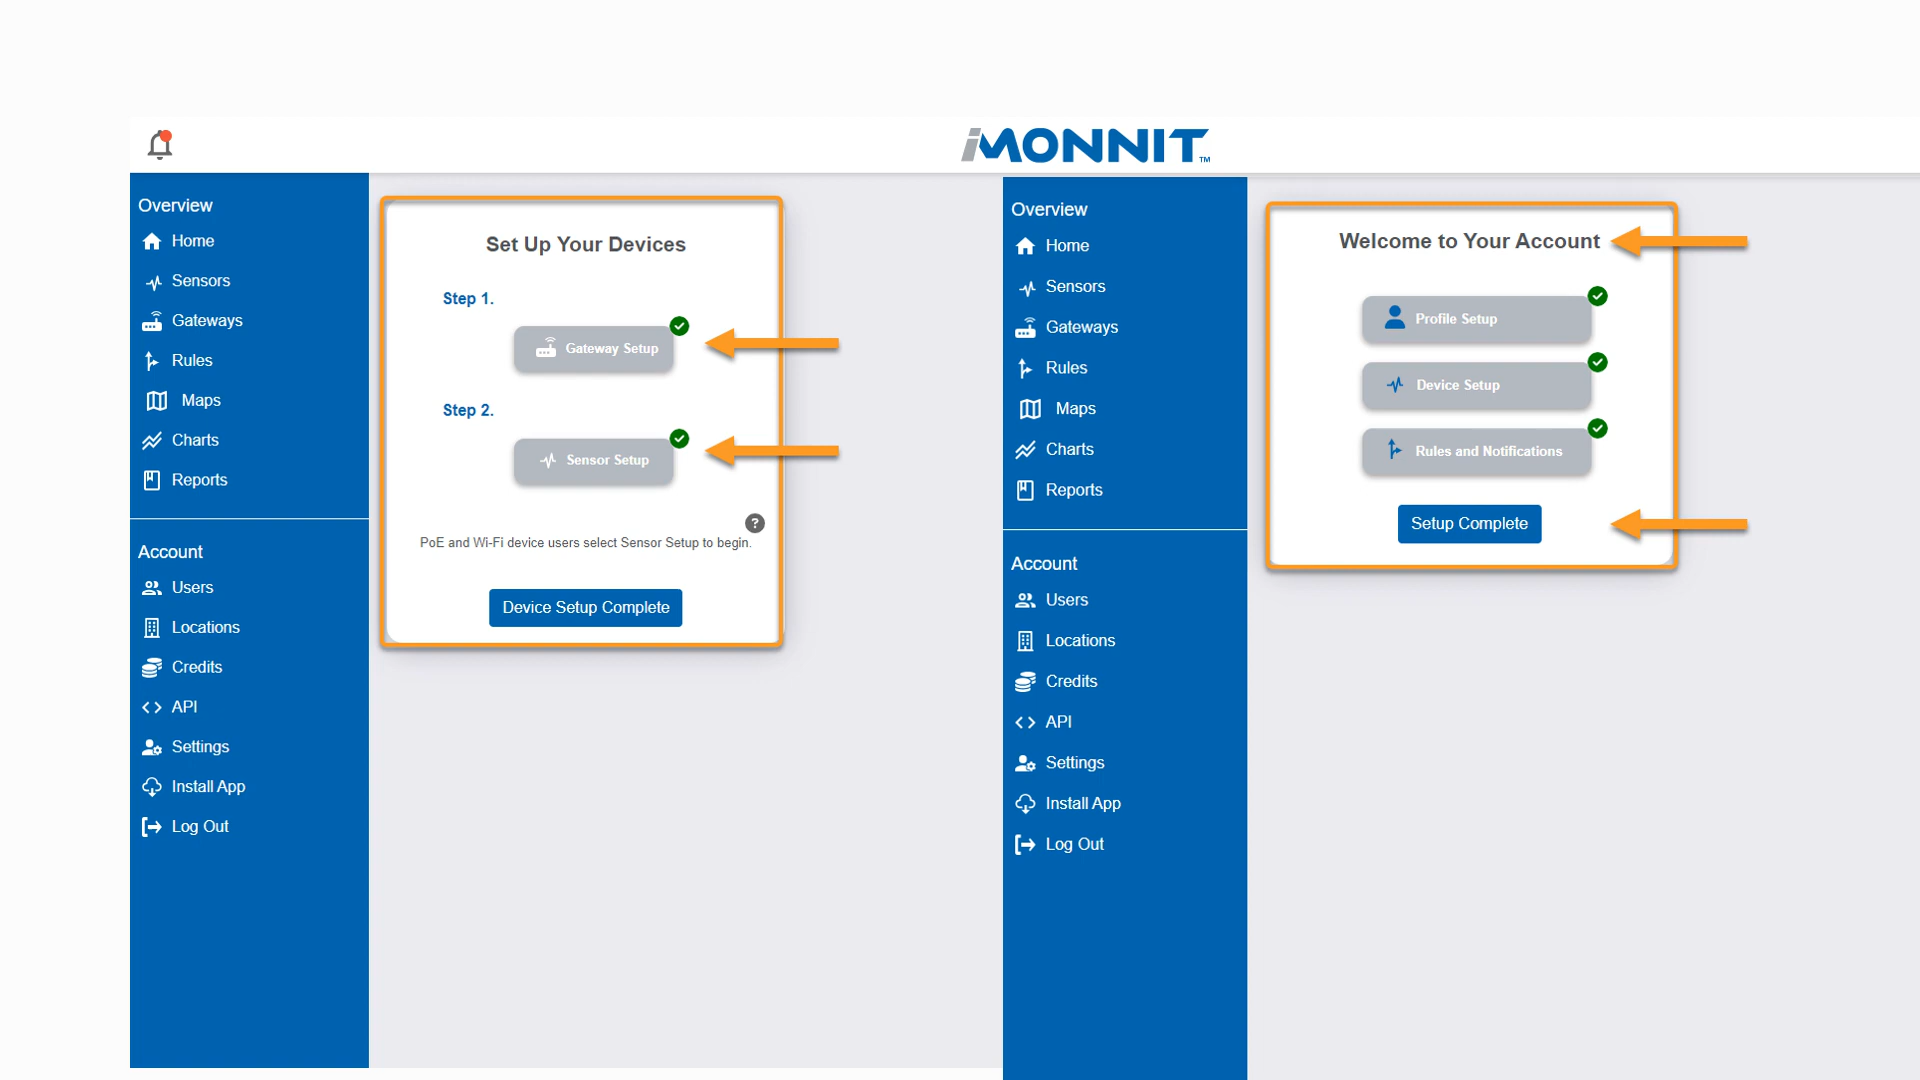 iMONNIT™
Overview
Home
Sensors
Gateways
Rules
Maps
Charts
Reports
Account
Users
Locations
Credits
API
Settings
Install App
Log Out
Set Up Your Devices
Step 1.
Gateway Setup
Step 2.
Sensor Setup
?
PoE and Wi-Fi device users select Sensor Setup to begin.
Device Setup Complete
Overview
Home
Sensors
Gateways
Rules
Maps
Charts
Reports
Account
Users
Locations
Credits
API
Settings
Install App
Log Out
Welcome to Your Account
Profile Setup
Device Setup
Rules and Notifications
Setup Complete